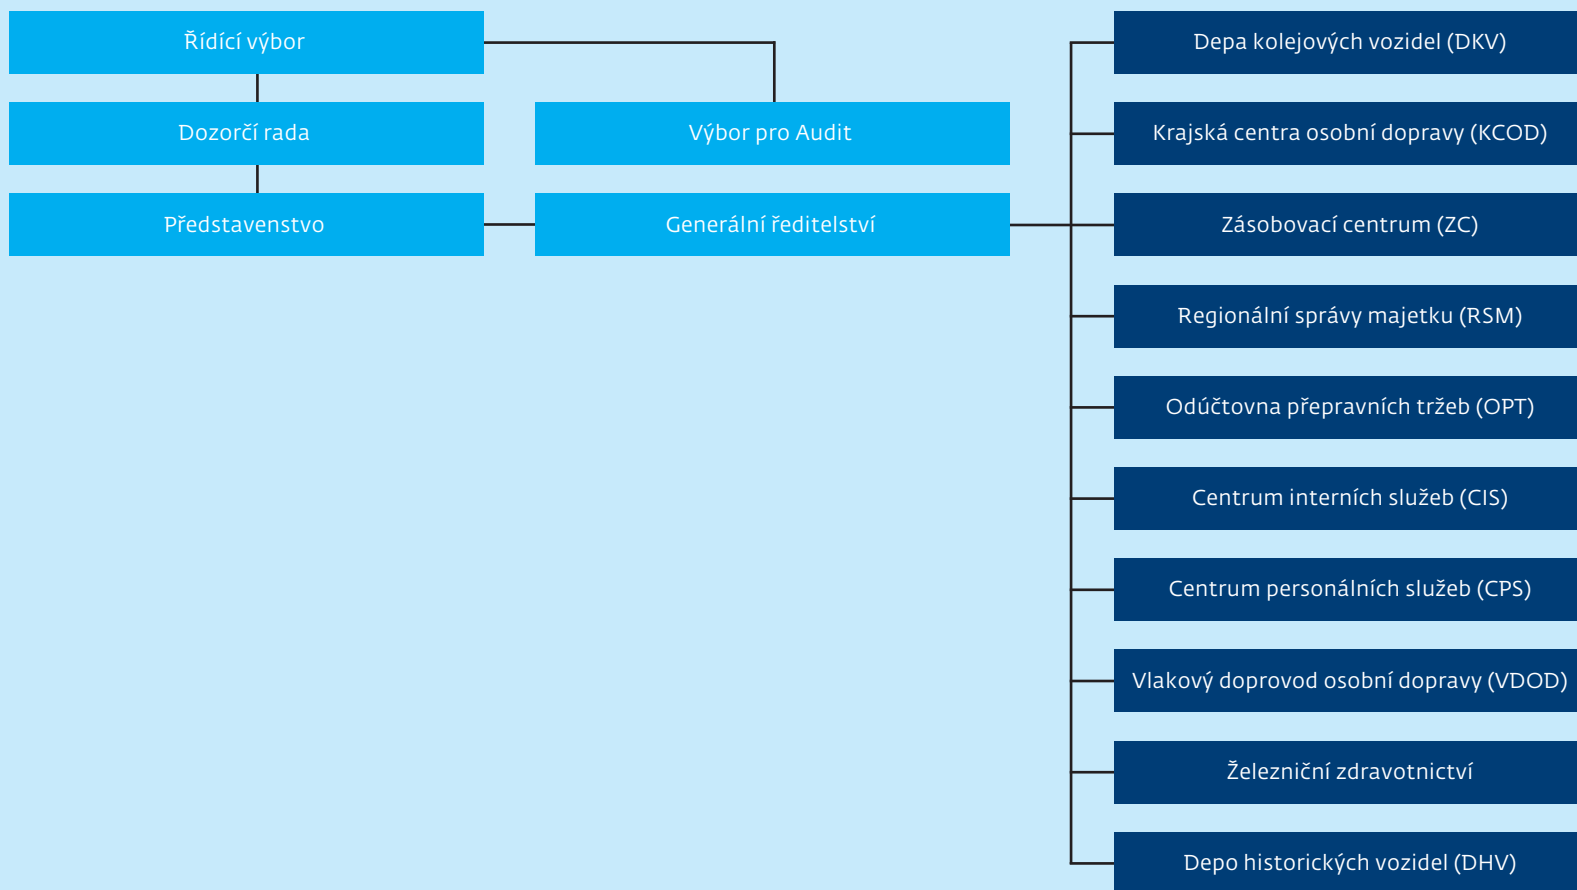 Řídící výbor
Dozorčí rada
Výbor pro Audit
Představenstvo
Generální ředitelství
Depa kolejových vozidel (DKV)
Krajská centra osobní dopravy (KCOD)
Zásobovací centrum (ZC)
Regionální správy majetku (RSM)
Odúčtovna přepravních tržeb (OPT)
Centrum interních služeb (CIS)
Centrum personálních služeb (CPS)
Vlakový doprovod osobní dopravy (VDOD)
Železniční zdravotnictví
Depo historických vozidel (DHV)